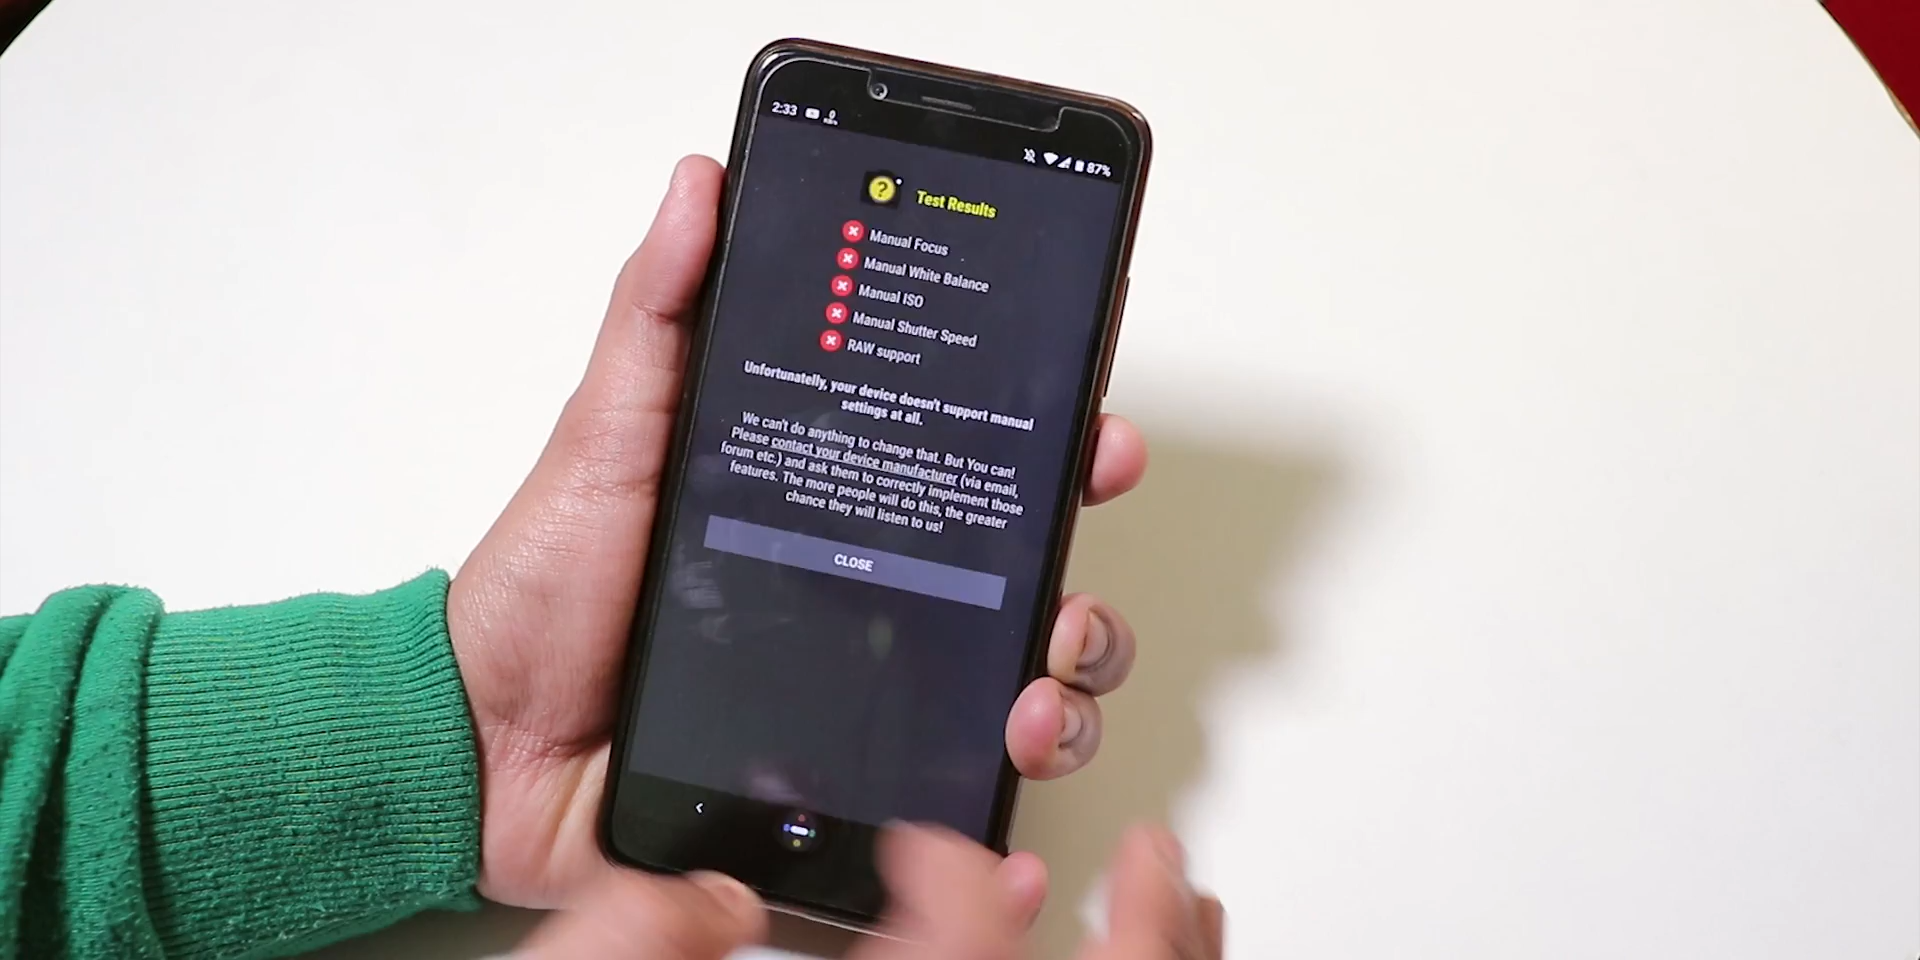 2:33
87%
?
Test Results
Manual Focus
Manual White Balance
Manual ISO
Manual Shutter Speed
RAW support
Unfortunatelly, your device doesn't support manual
settings at all.
We can't do anything to change that. But You can!
Please contact your device manufacturer (via email,
forum etc.) and ask them to correctly implement those
features. The more people will do this, the greater
chance they will listen to us!
CLOSE